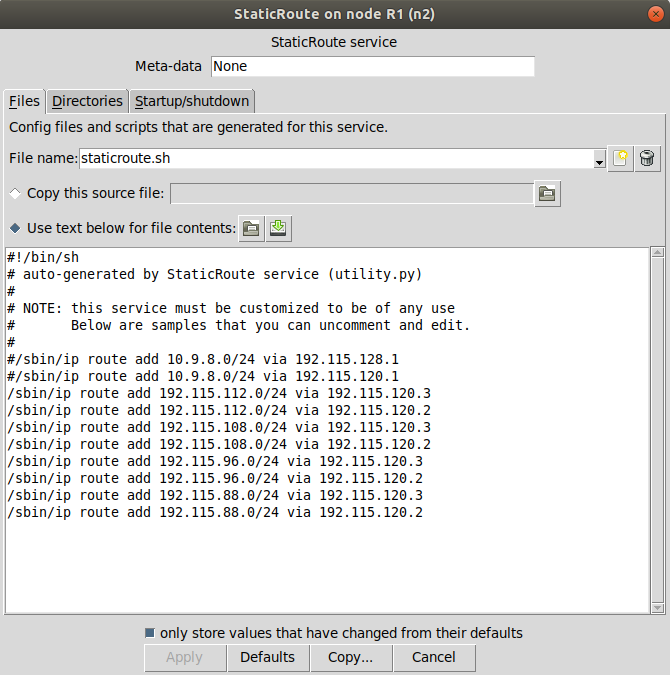 StaticRoute on node R1 (n2)
StaticRoute service
Meta-data None
Files Directories Startup/shutdown
Config files and scripts that are generated for this service.
File name: staticroute.sh
Copy this source file:
Use text below for file contents:
#!/bin/sh
# auto-generated by StaticRoute service (utility.py)
#
# NOTE: this service must be customized to be of any use
#       Below are samples that you can uncomment and edit.
#
#/sbin/ip route add 10.9.8.0/24 via 192.115.128.1
#/sbin/ip route add 10.9.8.0/24 via 192.115.120.1
/sbin/ip route add 192.115.112.0/24 via 192.115.120.3
/sbin/ip route add 192.115.112.0/24 via 192.115.120.2
/sbin/ip route add 192.115.108.0/24 via 192.115.120.3
/sbin/ip route add 192.115.108.0/24 via 192.115.120.2
/sbin/ip route add 192.115.96.0/24 via 192.115.120.3
/sbin/ip route add 192.115.96.0/24 via 192.115.120.2
/sbin/ip route add 192.115.88.0/24 via 192.115.120.3
/sbin/ip route add 192.115.88.0/24 via 192.115.120.2
only store values that have changed from their defaults
Apply Defaults Copy... Cancel